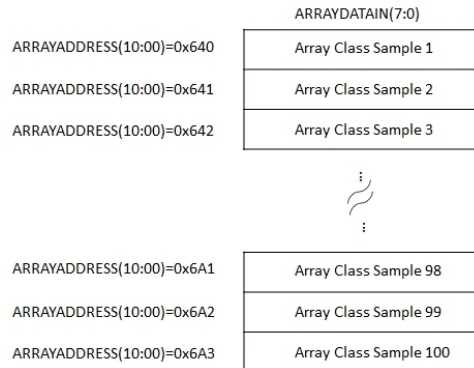 ARRAYDATAIN(7:0)
ARRAYADDRESS(10:00)=0x640 Array Class Sample 1
ARRAYADDRESS(10:00)=0x641 Array Class Sample 2
ARRAYADDRESS(10:00)=0x642 Array Class Sample 3
...
...
ARRAYADDRESS(10:00)=0x6A1 Array Class Sample 98
ARRAYADDRESS(10:00)=0x6A2 Array Class Sample 99
ARRAYADDRESS(10:00)=0x6A3 Array Class Sample 100